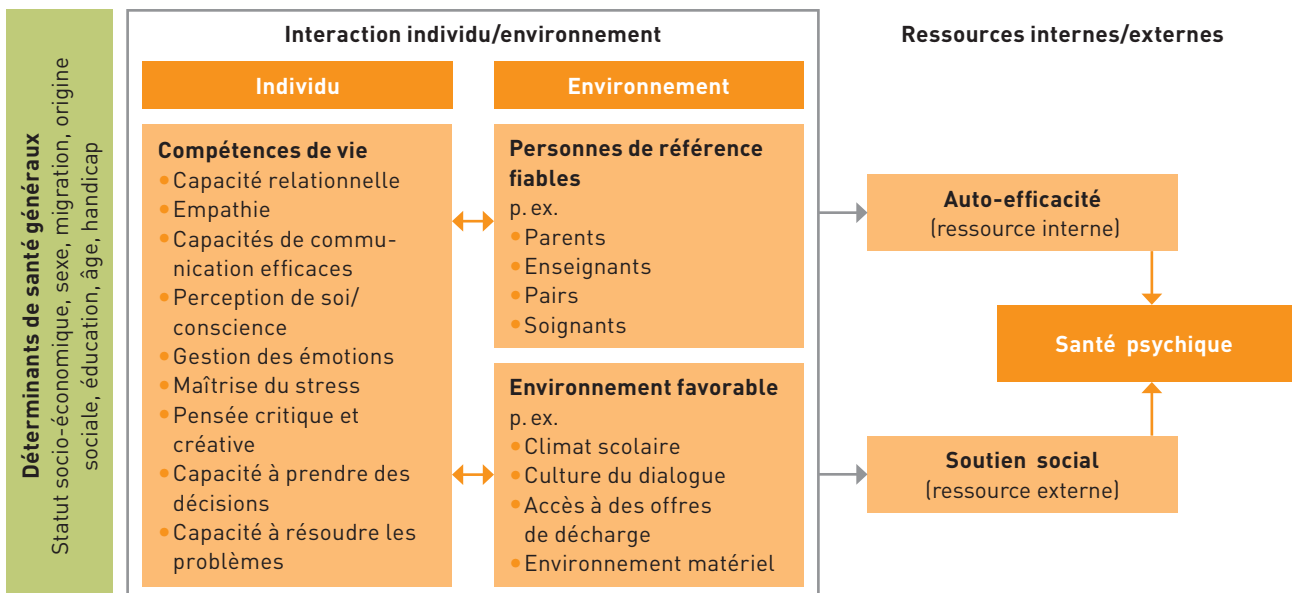 Déterminants de santé généraux
Statut socio-économique, sexe, migration, origine
sociale, éducation, âge, handicap
Interaction individu/environnement
Individu
Compétences de vie
• Capacité relationnelle
• Empathie
• Capacités de commu-
nication efficaces
• Perception de soi/
conscience
• Gestion des émotions
• Maîtrise du stress
• Pensée critique et
créative
• Capacité à prendre des
décisions
• Capacité à résoudre les
problèmes
Environnement
Personnes de référence
fiables
p. ex.
• Parents
• Enseignants
• Pairs
• Soignants
Environnement favorable
p. ex.
• Climat scolaire
• Culture du dialogue
• Accès à des offres
de décharge
• Environnement matériel
Ressources internes/externes
Auto-efficacité
(ressource interne)
Santé psychique
Soutien social
(ressource externe)